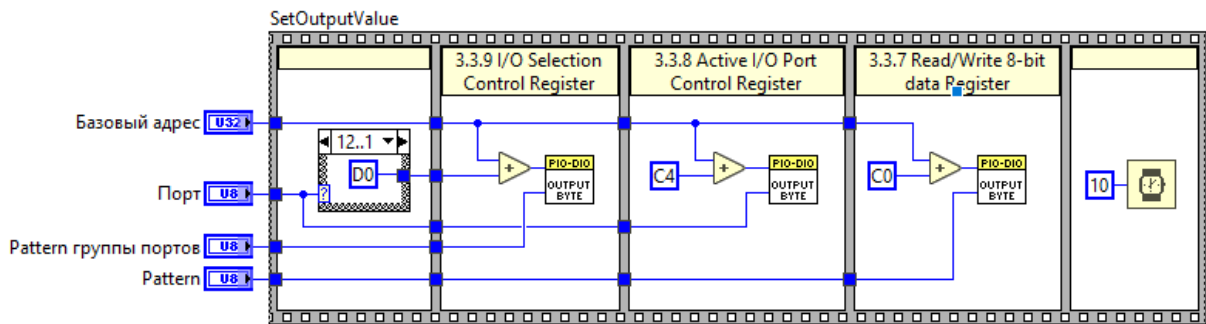 SetOutputValue
3.3.9 I/O Selection
Control Register
3.3.8 Active I/O Port
Control Register
3.3.7 Read/Write 8-bit
data Register
Базовый адрес
U32
Порт
U8
Pattern группы портов
U8
Pattern
U8
12..1
D0
?
+
PIO-DIO
OUTPUT
BYTE
C4
+
PIO-DIO
OUTPUT
BYTE
C0
+
PIO-DIO
OUTPUT
BYTE
10